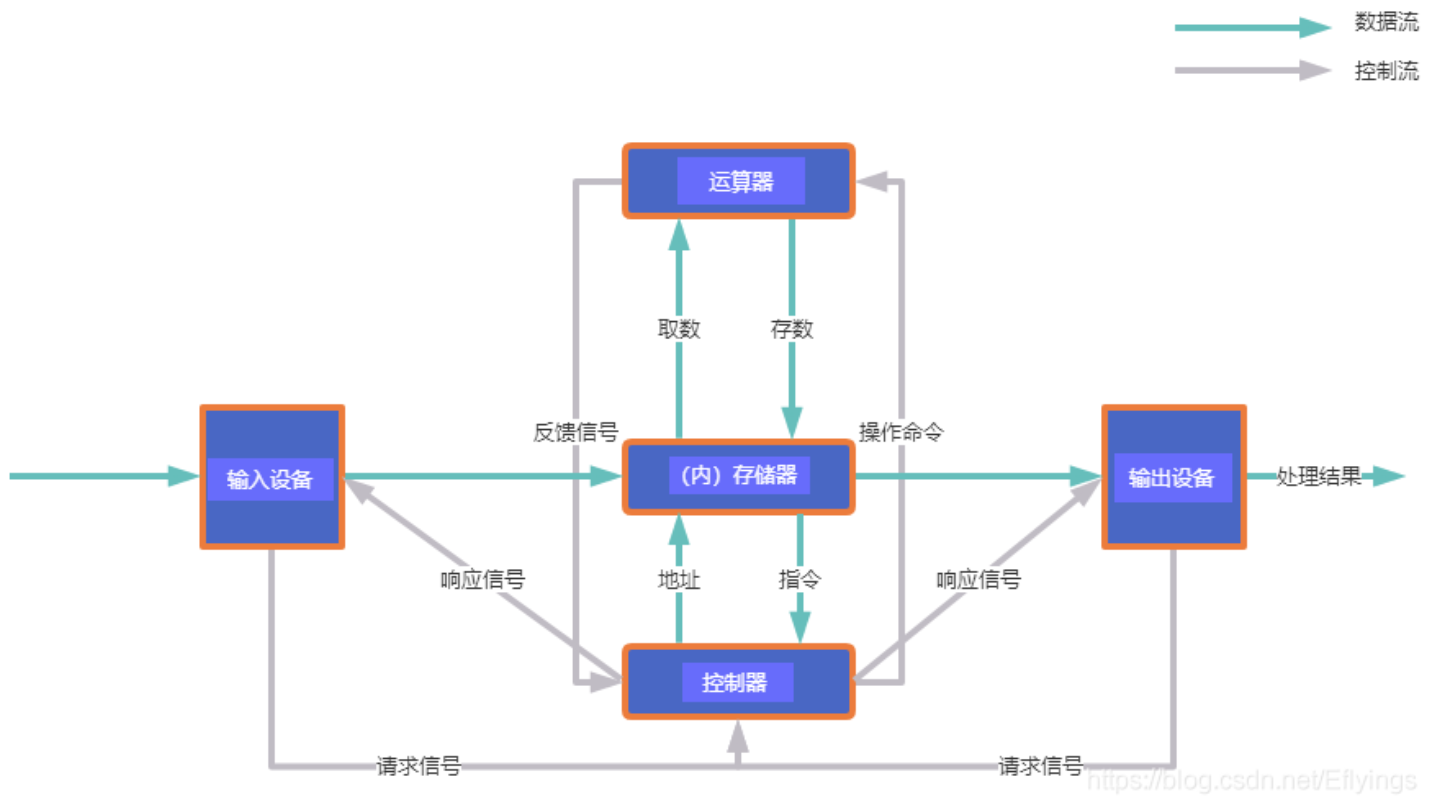 数据流
控制流
运算器
取数
存数
反馈信号
操作命令
输入设备
(内)存储器
输出设备
处理结果
响应信号
地址
指令
响应信号
控制器
请求信号
请求信号
https://blog.csdn.net/Eflyings